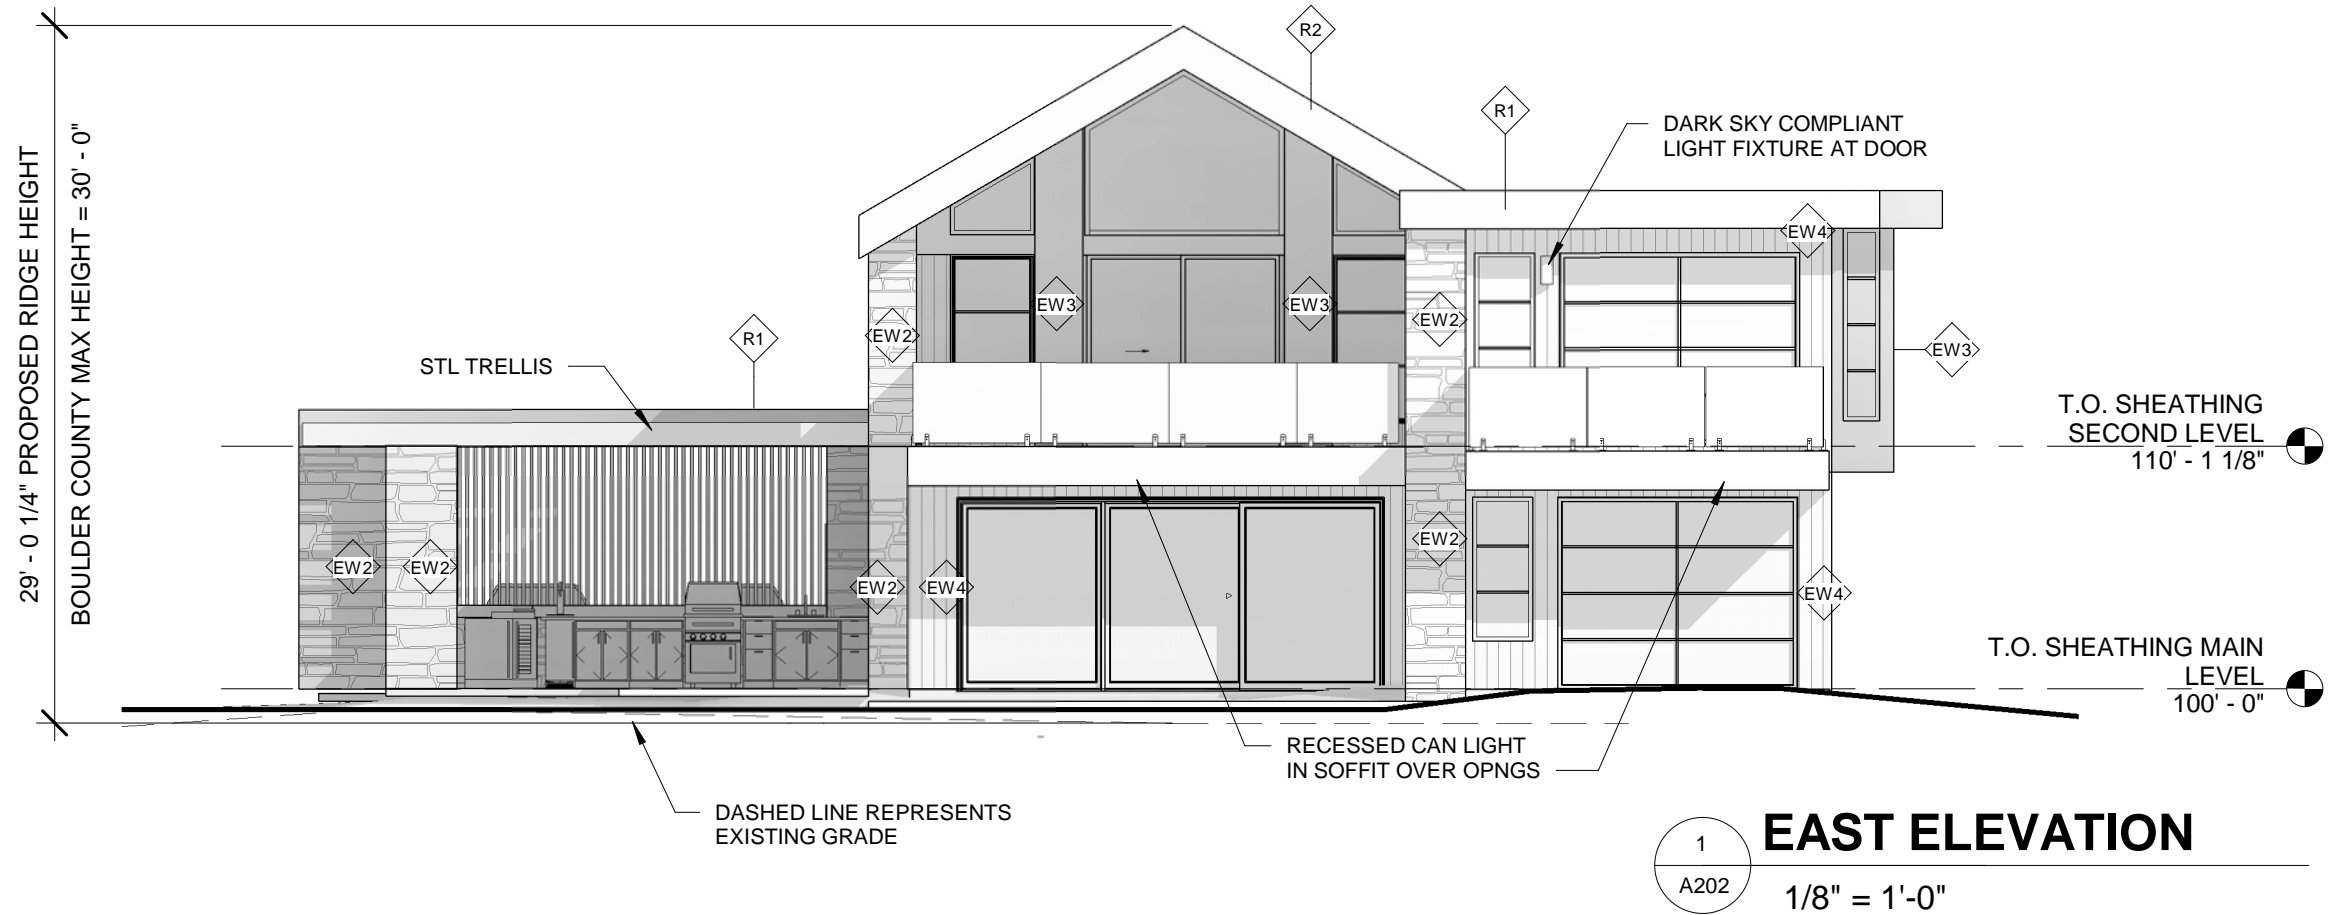 29' - 0 1/4" PROPOSED RIDGE HEIGHT
BOULDER COUNTY MAX HEIGHT = 30' - 0"
R2
R1
DARK SKY COMPLIANT
LIGHT FIXTURE AT DOOR
EW4
EW3
EW3
EW2
EW2
R1
EW3
STL TRELLIS
T.O. SHEATHING
SECOND LEVEL
110' - 1 1/8"
EW2
EW2
EW2
EW4
EW2
EW4
T.O. SHEATHING MAIN
LEVEL
100' - 0"
RECESSED CAN LIGHT
IN SOFFIT OVER OPNGS
DASHED LINE REPRESENTS
EXISTING GRADE
1
A202
EAST ELEVATION
1/8" = 1'-0"